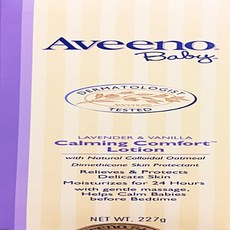 Aveeno
Baby
DERMATOLOGIST
TESTED
LAVENDER & VANILLA
Calming Comfort™
Lotion
with Natural Colloidal Oatmeal
Dimethicone Skin Protectant
Relieves & Protects
Delicate Skin
Moisturizes for 24 Hours
with gentle massage.
Helps Calm Babies
before Bedtime
NET WT. 227g